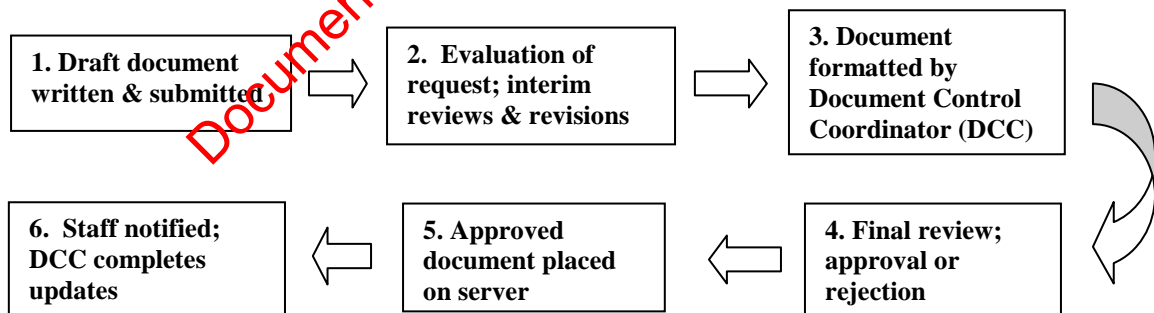 1. Draft document
written & submitted
2. Evaluation of
request; interim
reviews & revisions
3. Document
formatted by
Document Control
Coordinator (DCC)
4. Final review;
approval or
rejection
5. Approved
document placed
on server
6. Staff notified;
DCC completes
updates
Document